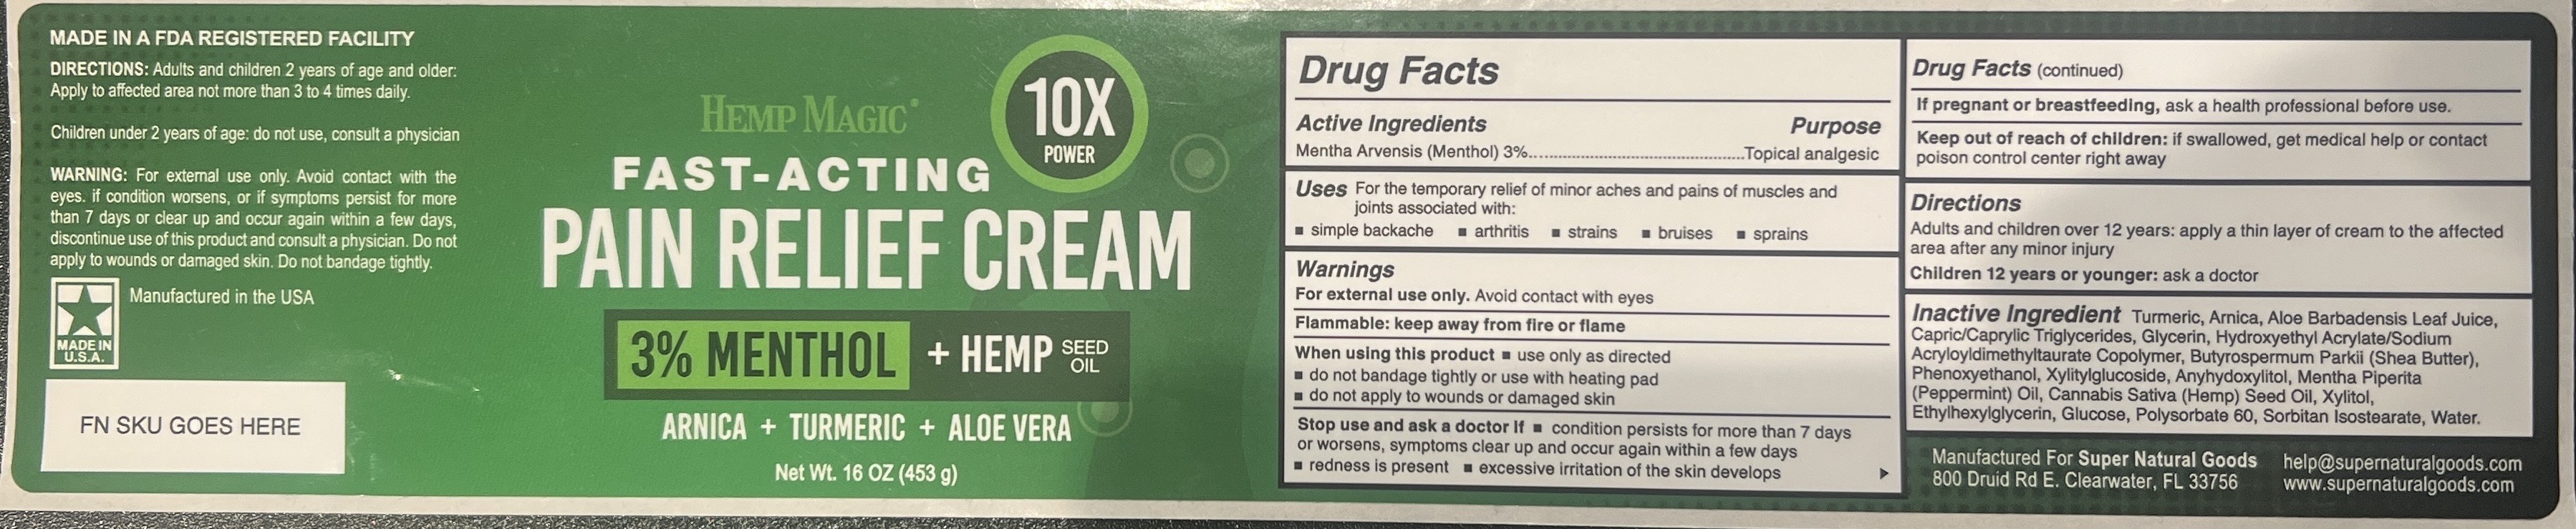 MADE IN A FDA REGISTERED FACILITY
DIRECTIONS: Adults and children 2 years of age and older:
Apply to affected area not more than 3 to 4 times daily.
Children under 2 years of age: do not use, consult a physician
WARNING: For external use only. Avoid contact with the
eyes. if condition worsens, or if symptoms persist for more
than 7 days or clear up and occur again within a few days,
discontinue use of this product and consult a physician. Do not
apply to wounds or damaged skin. Do not bandage tightly.
MADE IN
U.S.A.
Manufactured in the USA
FN SKU GOES HERE
HEMP MAGIC®
10X
POWER
FAST-ACTING
PAIN RELIEF CREAM
3% MENTHOL + HEMP SEED OIL
ARNICA + TURMERIC + ALOE VERA
Net Wt. 16 OZ (453 g)
Drug Facts
Active Ingredients Purpose
Mentha Arvensis (Menthol) 3%..........................................Topical analgesic
Uses For the temporary relief of minor aches and pains of muscles and
joints associated with:
▪ simple backache ▪ arthritis ▪ strains ▪ bruises ▪ sprains
Warnings
For external use only. Avoid contact with eyes
Flammable: keep away from fire or flame
When using this product ▪ use only as directed
▪ do not bandage tightly or use with heating pad
▪ do not apply to wounds or damaged skin
Stop use and ask a doctor If ▪ condition persists for more than 7 days
or worsens, symptoms clear up and occur again within a few days
▪ redness is present ▪ excessive irritation of the skin develops
Drug Facts (continued)
If pregnant or breastfeeding, ask a health professional before use.
Keep out of reach of children: if swallowed, get medical help or contact
poison control center right away
Directions
Adults and children over 12 years: apply a thin layer of cream to the affected
area after any minor injury
Children 12 years or younger: ask a doctor
Inactive Ingredient Turmeric, Arnica, Aloe Barbadensis Leaf Juice,
Capric/Caprylic Triglycerides, Glycerin, Hydroxyethyl Acrylate/Sodium
Acryloyldimethyltaurate Copolymer, Butyrospermum Parkii (Shea Butter),
Phenoxyethanol, Xylitylglucoside, Anyhydoxylitol, Mentha Piperita
(Peppermint) Oil, Cannabis Sativa (Hemp) Seed Oil, Xylitol,
Ethylhexylglycerin, Glucose, Polysorbate 60, Sorbitan Isostearate, Water.
Manufactured For Super Natural Goods
800 Druid Rd E. Clearwater, FL 33756
help@supernaturalgoods.com
www.supernaturalgoods.com